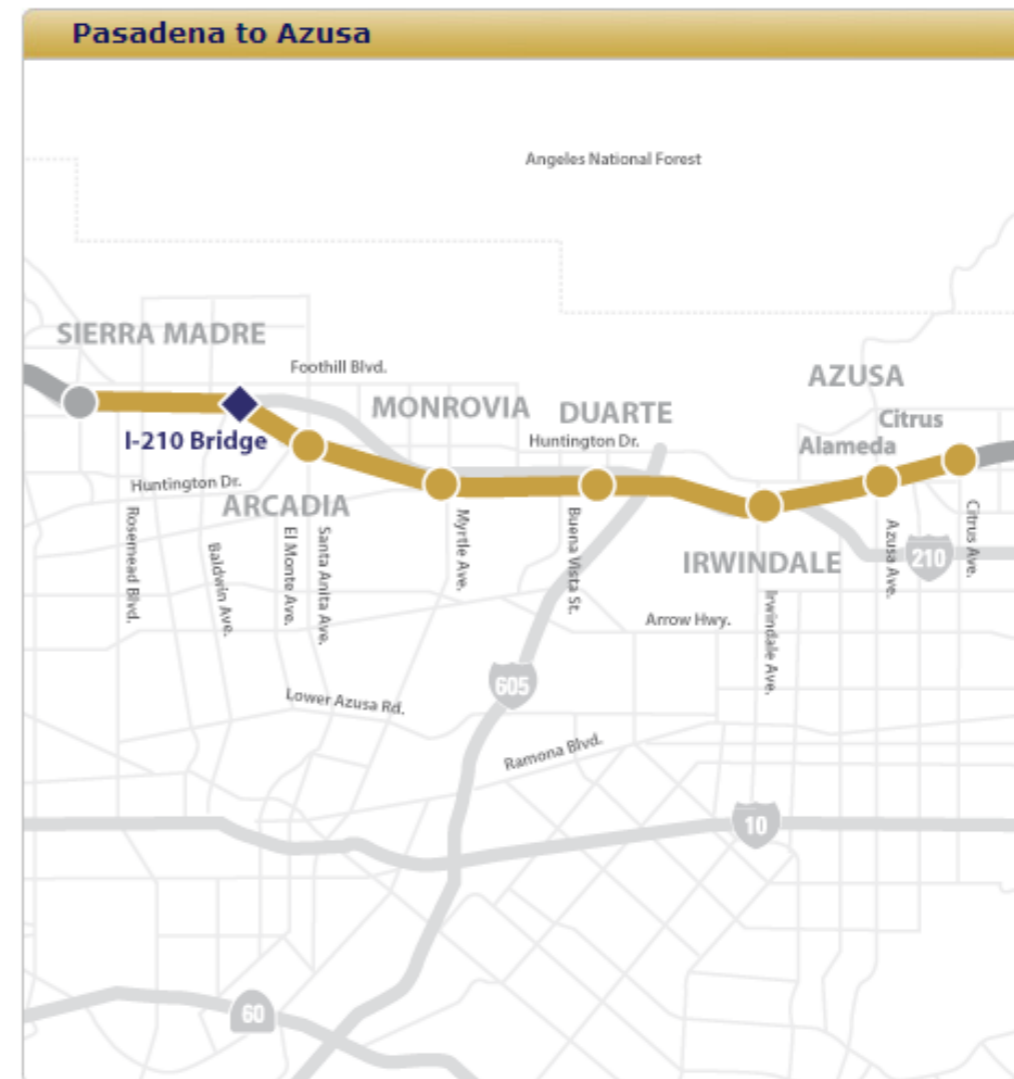 Pasadena to Azusa
Angeles National Forest
SIERRA MADRE
Foothill Blvd.
AZUSA
MONROVIA
DUARTE
Citrus
I-210 Bridge
Huntington Dr.
Alameda
Huntington Dr.
ARCADIA
Rosemead Blvd.
Baldwin Ave.
El Monte Ave.
Santa Anita Ave.
Myrtle Ave.
Buena Vista St.
IRWINDALE
Azusa Ave.
210
Citrus Ave.
Arrow Hwy.
Irwindale Ave.
605
Lower Azusa Rd.
Ramona Blvd.
10
60